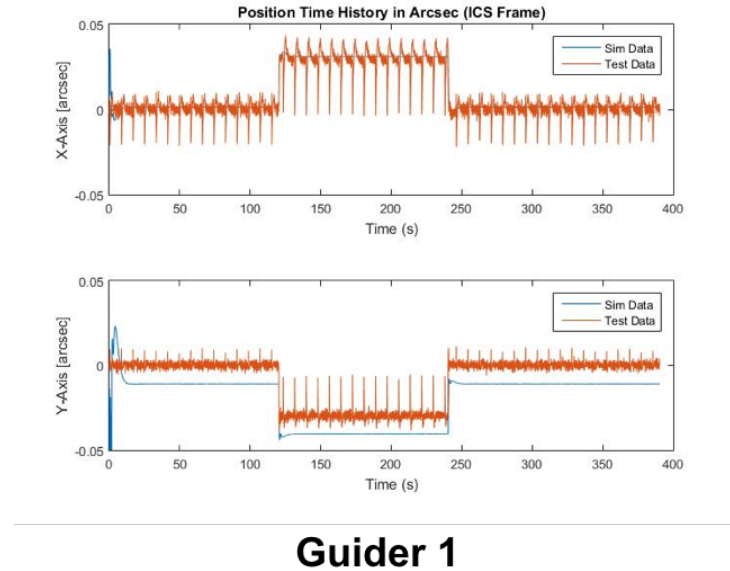 Position Time History in Arcsec (ICS Frame)
0.05
0
-0.05
X-Axis [arcsec]
Sim Data
Test Data
0 50 100 150 200 250 300 350 400
Time (s)
0.05
0
-0.05
Y-Axis [arcsec]
Sim Data
Test Data
0 50 100 150 200 250 300 350 400
Time (s)
Guider 1